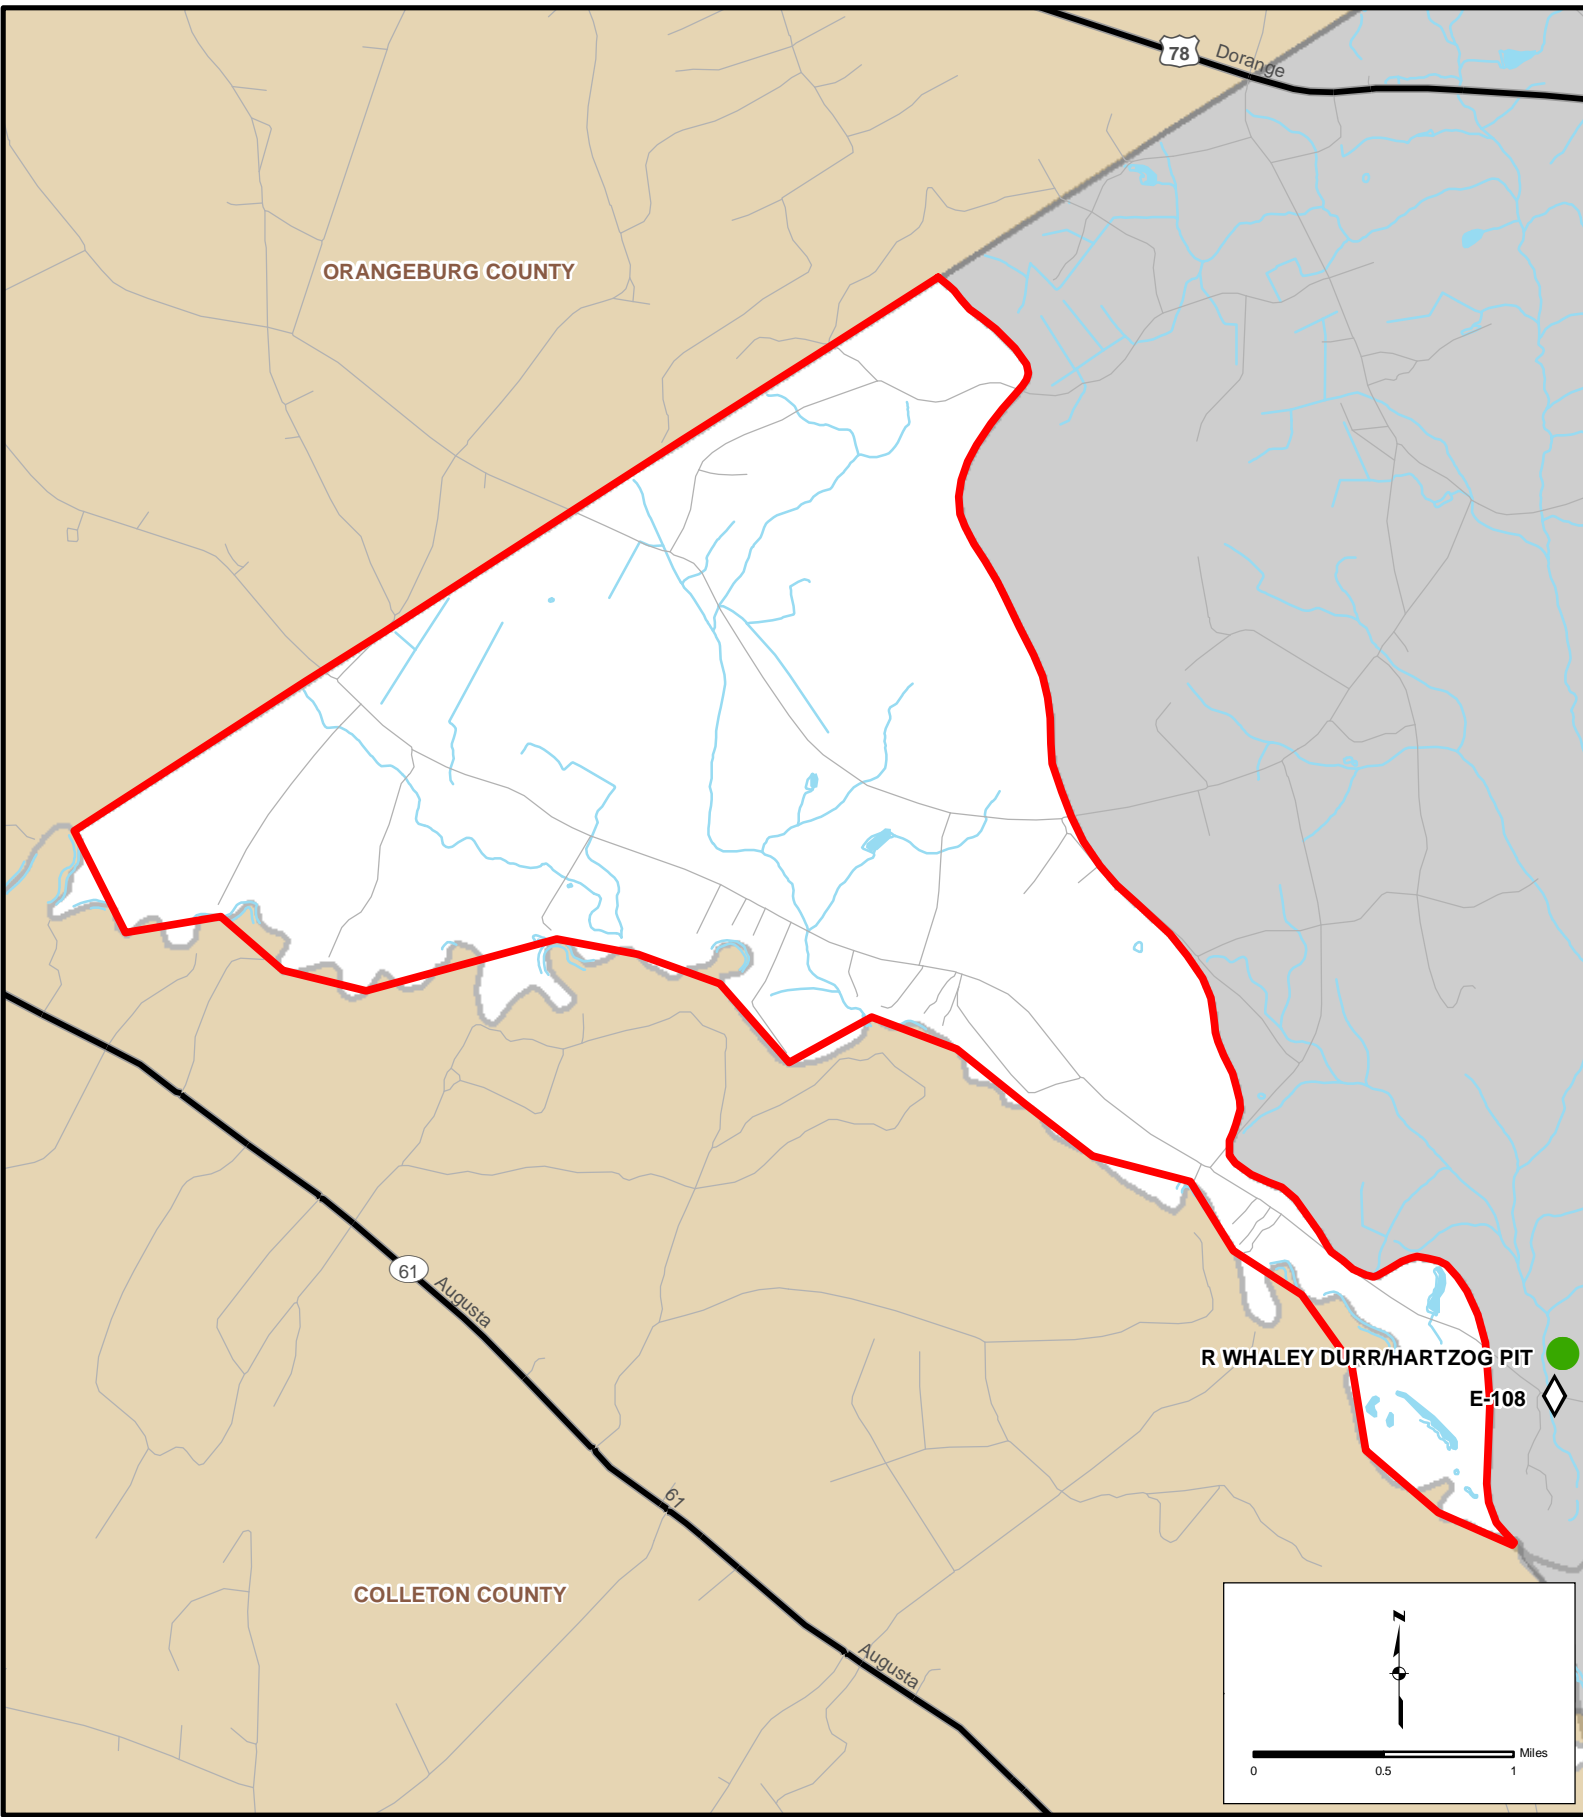 78
Dorange
ORANGEBURG COUNTY
61
Augusta
R WHALEY DURR/HARTZOG PIT
E-108
61
COLLETON COUNTY
Augusta
N
Miles
0 0.5 1